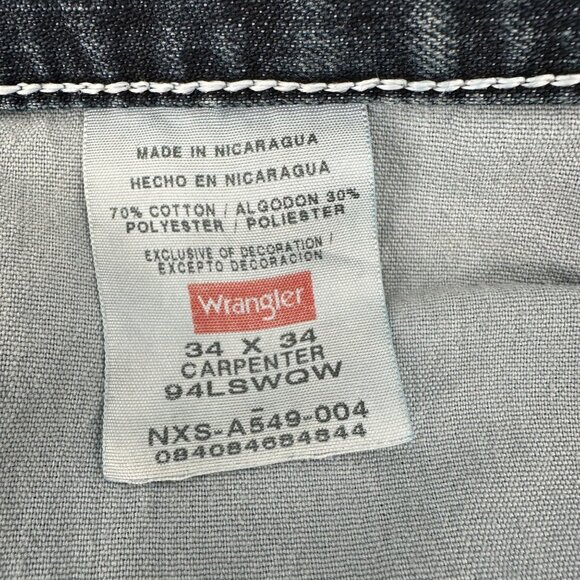 MADE IN NICARAGUA
HECHO EN NICARAGUA
70% COTTON / ALGODON 30%
POLYESTER / POLIESTER
EXCLUSIVE OF DECORATION /
EXCEPTO DECORACION
Wrangler
34 X 34
CARPENTER
94LSWQW
NXS-A549-004
084084684844